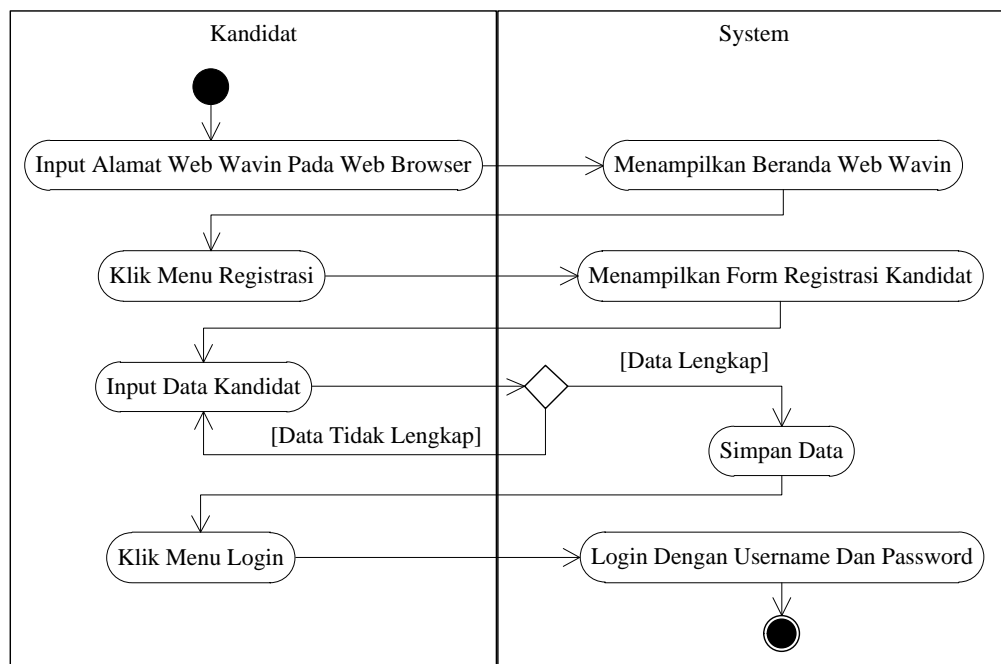 Kandidat
System
Input Alamat Web Wavin Pada Web Browser
Menampilkan Beranda Web Wavin
Klik Menu Registrasi
Menampilkan Form Registrasi Kandidat
[Data Lengkap]
Input Data Kandidat
[Data Tidak Lengkap]
Simpan Data
Klik Menu Login
Login Dengan Username Dan Password